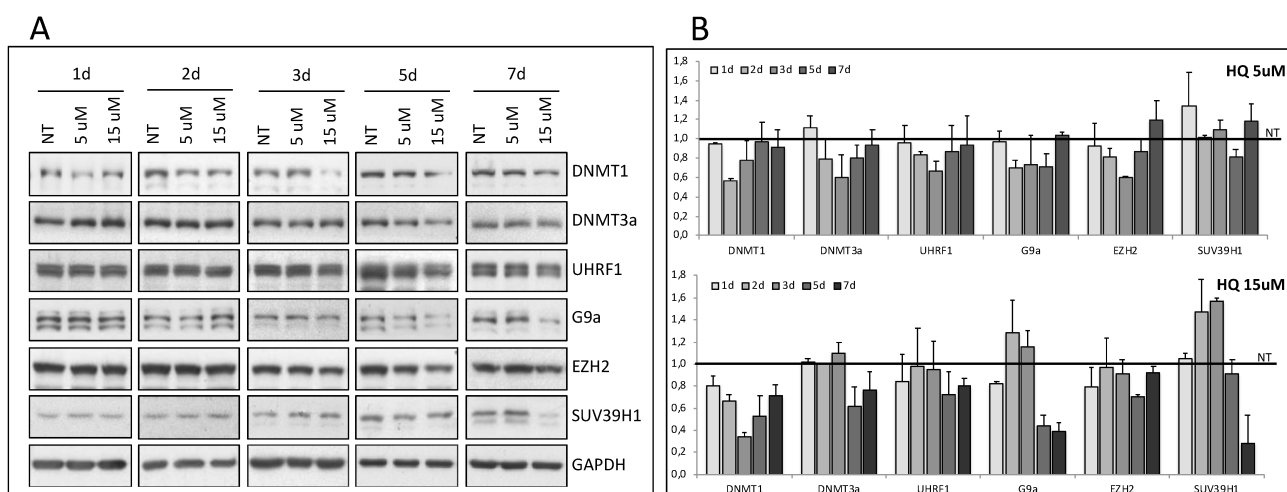 A
1d 2d 3d 5d 7d
NT 5 uM 15 uM NT 5 uM 15 uM NT 5 uM 15 uM NT 5 uM 15 uM NT 5 uM 15 uM
DNMT1
DNMT3a
UHRF1
G9a
EZH2
SUV39H1
GAPDH
B
1,8
1,6
1,4
1,2
1,0
0,8
0,6
0,4
0,2
0,0
1d 2d 3d 5d 7d
HQ 5uM
NT
DNMT1 DNMT3a UHRF1 G9a EZH2 SUV39H1
1,8
1,6
1,4
1,2
1,0
0,8
0,6
0,4
0,2
0,0
1d 2d 3d 5d 7d
HQ 15uM
NT
DNMT1 DNMT3a UHRF1 G9a EZH2 SUV39H1